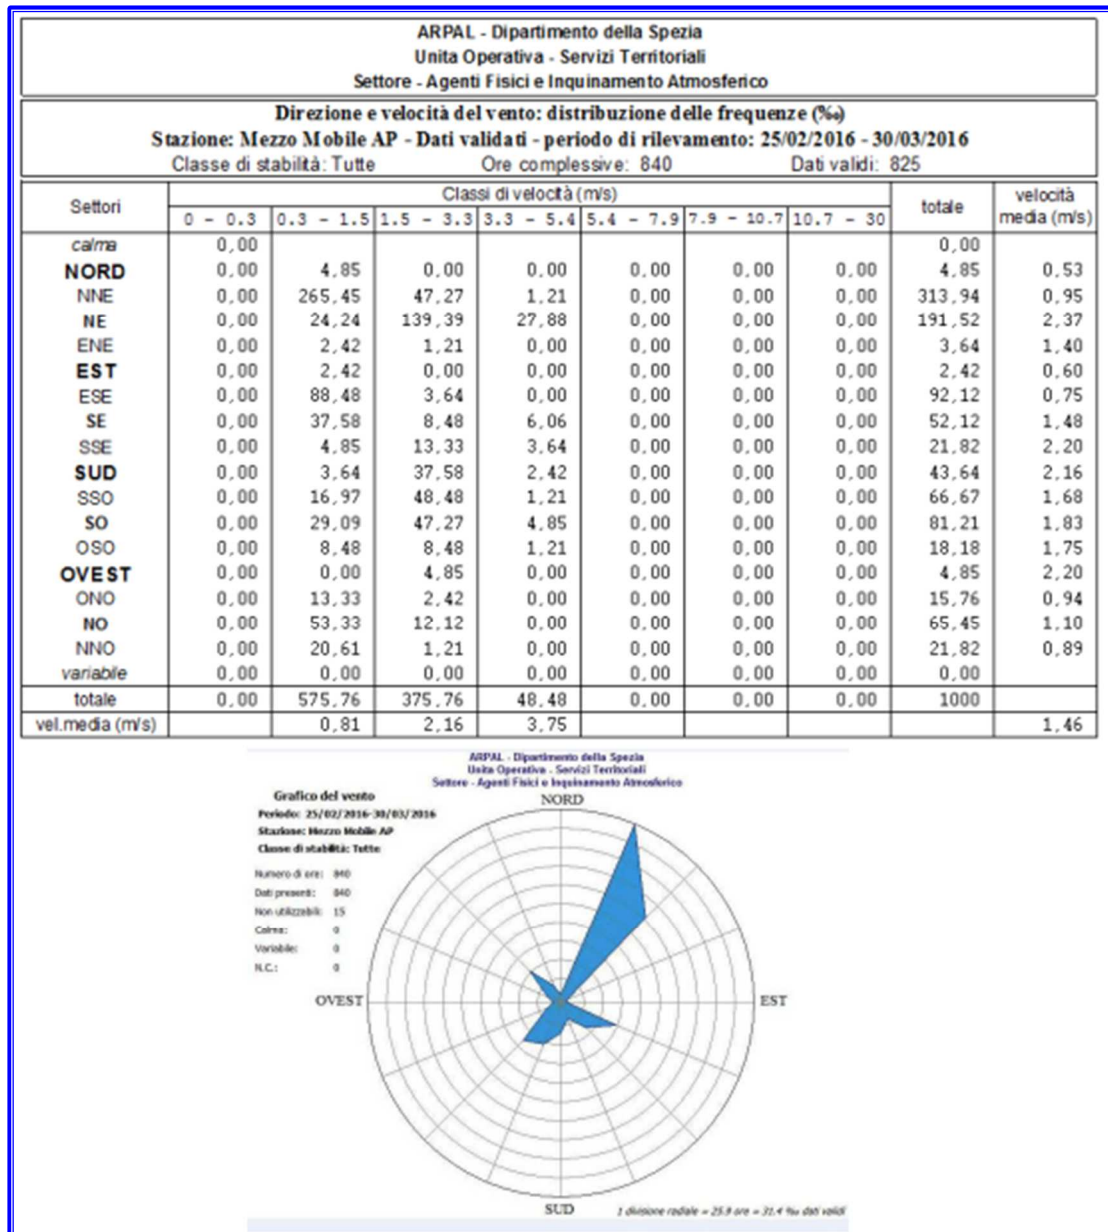 ARPAL - Dipartimento della Spezia
Unita Operativa - Servizi Territoriali
Settore - Agenti Fisici e Inquinamento Atmosferico
Direzione e velocità del vento: distribuzione delle frequenze (‰)
Stazione: Mezzo Mobile AP - Dati validati - periodo di rilevamento: 25/02/2016 - 30/03/2016
Classe di stabilità: Tutte Ore complessive: 840 Dati validi: 825
Settori Classi di velocità (m/s) totale velocità media (m/s)
0 - 0.3 0.3 - 1.5 1.5 - 3.3 3.3 - 5.4 5.4 - 7.9 7.9 - 10.7 10.7 - 30
calma 0,00 0,00
NORD 0,00 4,85 0,00 0,00 0,00 0,00 0,00 4,85 0,53
NNE 0,00 265,45 47,27 1,21 0,00 0,00 0,00 313,94 0,95
NE 0,00 24,24 139,39 27,88 0,00 0,00 0,00 191,52 2,37
ENE 0,00 2,42 1,21 0,00 0,00 0,00 0,00 3,64 1,40
EST 0,00 2,42 0,00 0,00 0,00 0,00 0,00 2,42 0,60
ESE 0,00 88,48 3,64 0,00 0,00 0,00 0,00 92,12 0,75
SE 0,00 37,58 8,48 6,06 0,00 0,00 0,00 52,12 1,48
SSE 0,00 4,85 13,33 3,64 0,00 0,00 0,00 21,82 2,20
SUD 0,00 3,64 37,58 2,42 0,00 0,00 0,00 43,64 2,16
SSO 0,00 16,97 48,48 1,21 0,00 0,00 0,00 66,67 1,68
SO 0,00 29,09 47,27 4,85 0,00 0,00 0,00 81,21 1,83
OSO 0,00 8,48 8,48 1,21 0,00 0,00 0,00 18,18 1,75
OVEST 0,00 0,00 4,85 0,00 0,00 0,00 0,00 4,85 2,20
ONO 0,00 13,33 2,42 0,00 0,00 0,00 0,00 15,76 0,94
NO 0,00 53,33 12,12 0,00 0,00 0,00 0,00 65,45 1,10
NNO 0,00 20,61 1,21 0,00 0,00 0,00 0,00 21,82 0,89
variabile 0,00 0,00 0,00 0,00 0,00 0,00 0,00 0,00
totale 0,00 575,76 375,76 48,48 0,00 0,00 0,00 1000
vel.media (m/s) 0,81 2,16 3,75 1,46
ARPAL - Dipartimento della Spezia
Unita Operativa - Servizi Territoriali
Settore - Agenti Fisici e Inquinamento Atmosferico
Grafico del vento
Periodo: 25/02/2016-30/03/2016
Stazione: Mezzo Mobile AP
Classe di stabilità: Tutte
Numero di ore: 840
Dati presenti: 840
Non utilizzabili: 15
Calma: 0
Variabile: 0
N.C.: 0
NORD
OVEST
EST
SUD
1 divisione radiale = 25.9 ore = 31.4 ‰ dati validi